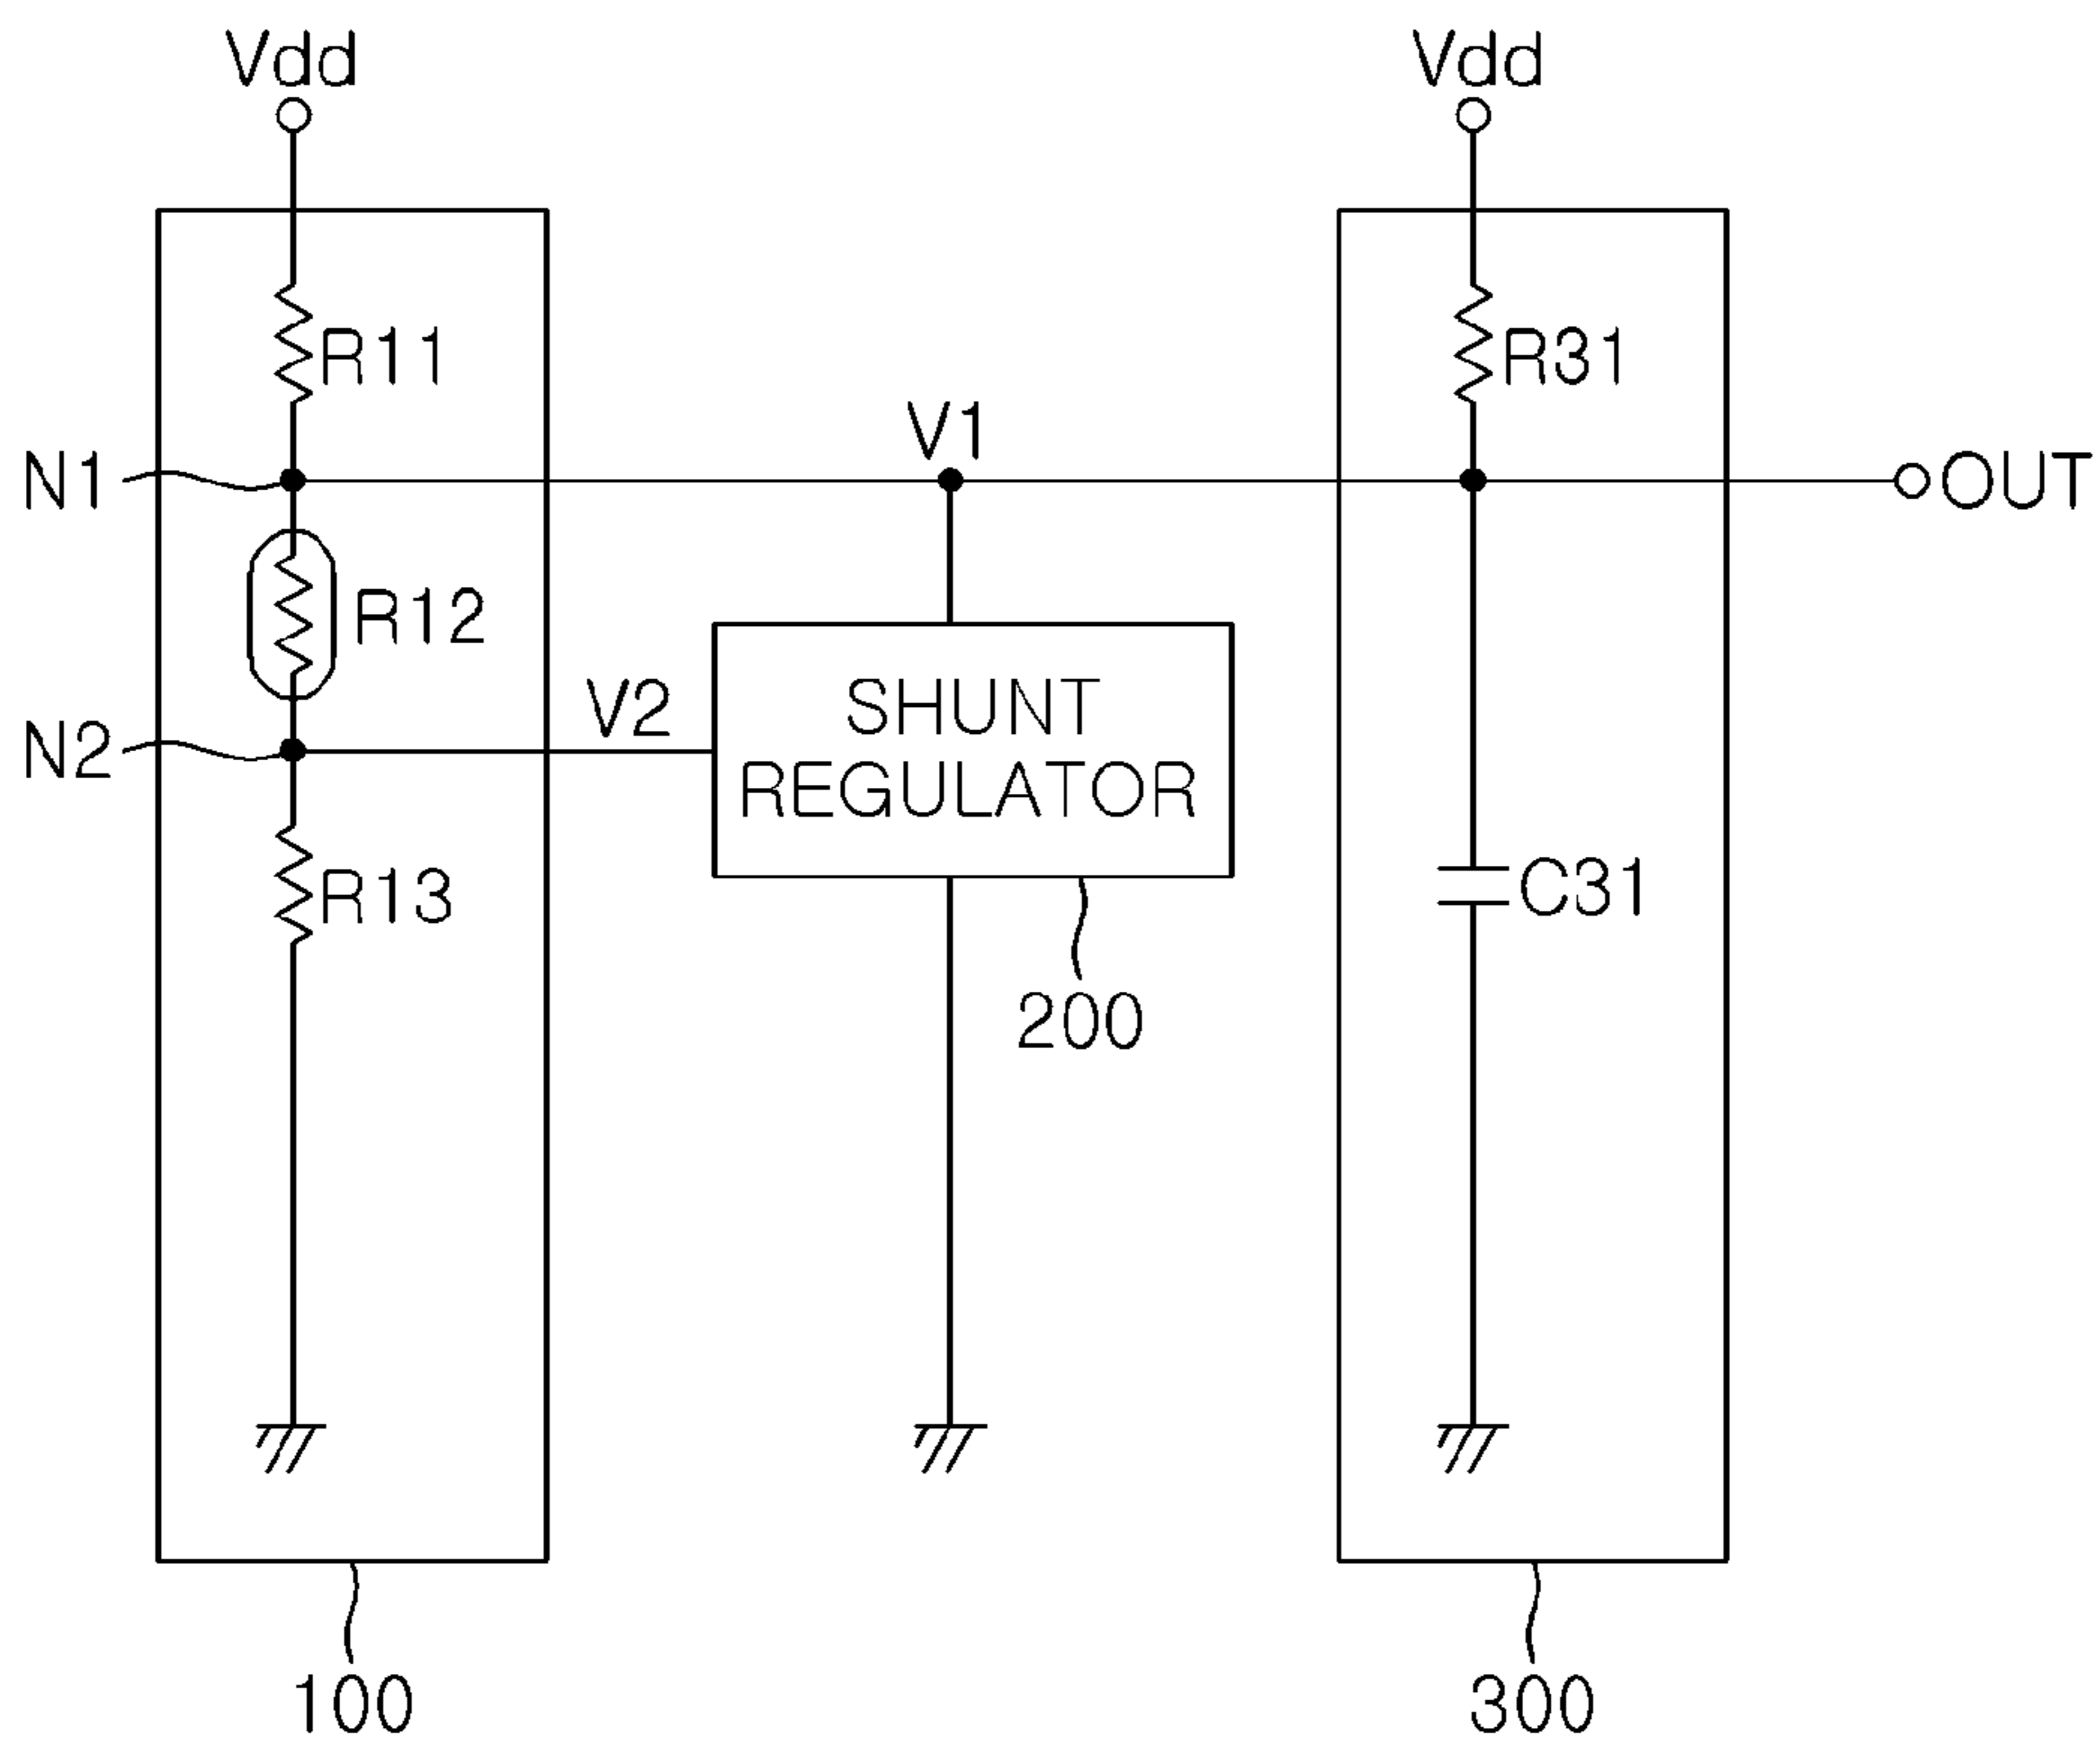 Vdd
Vdd
R11
R31
V1
N1
OUT
R12
V2
SHUNT
REGULATOR
N2
R13
C31
200
100
300